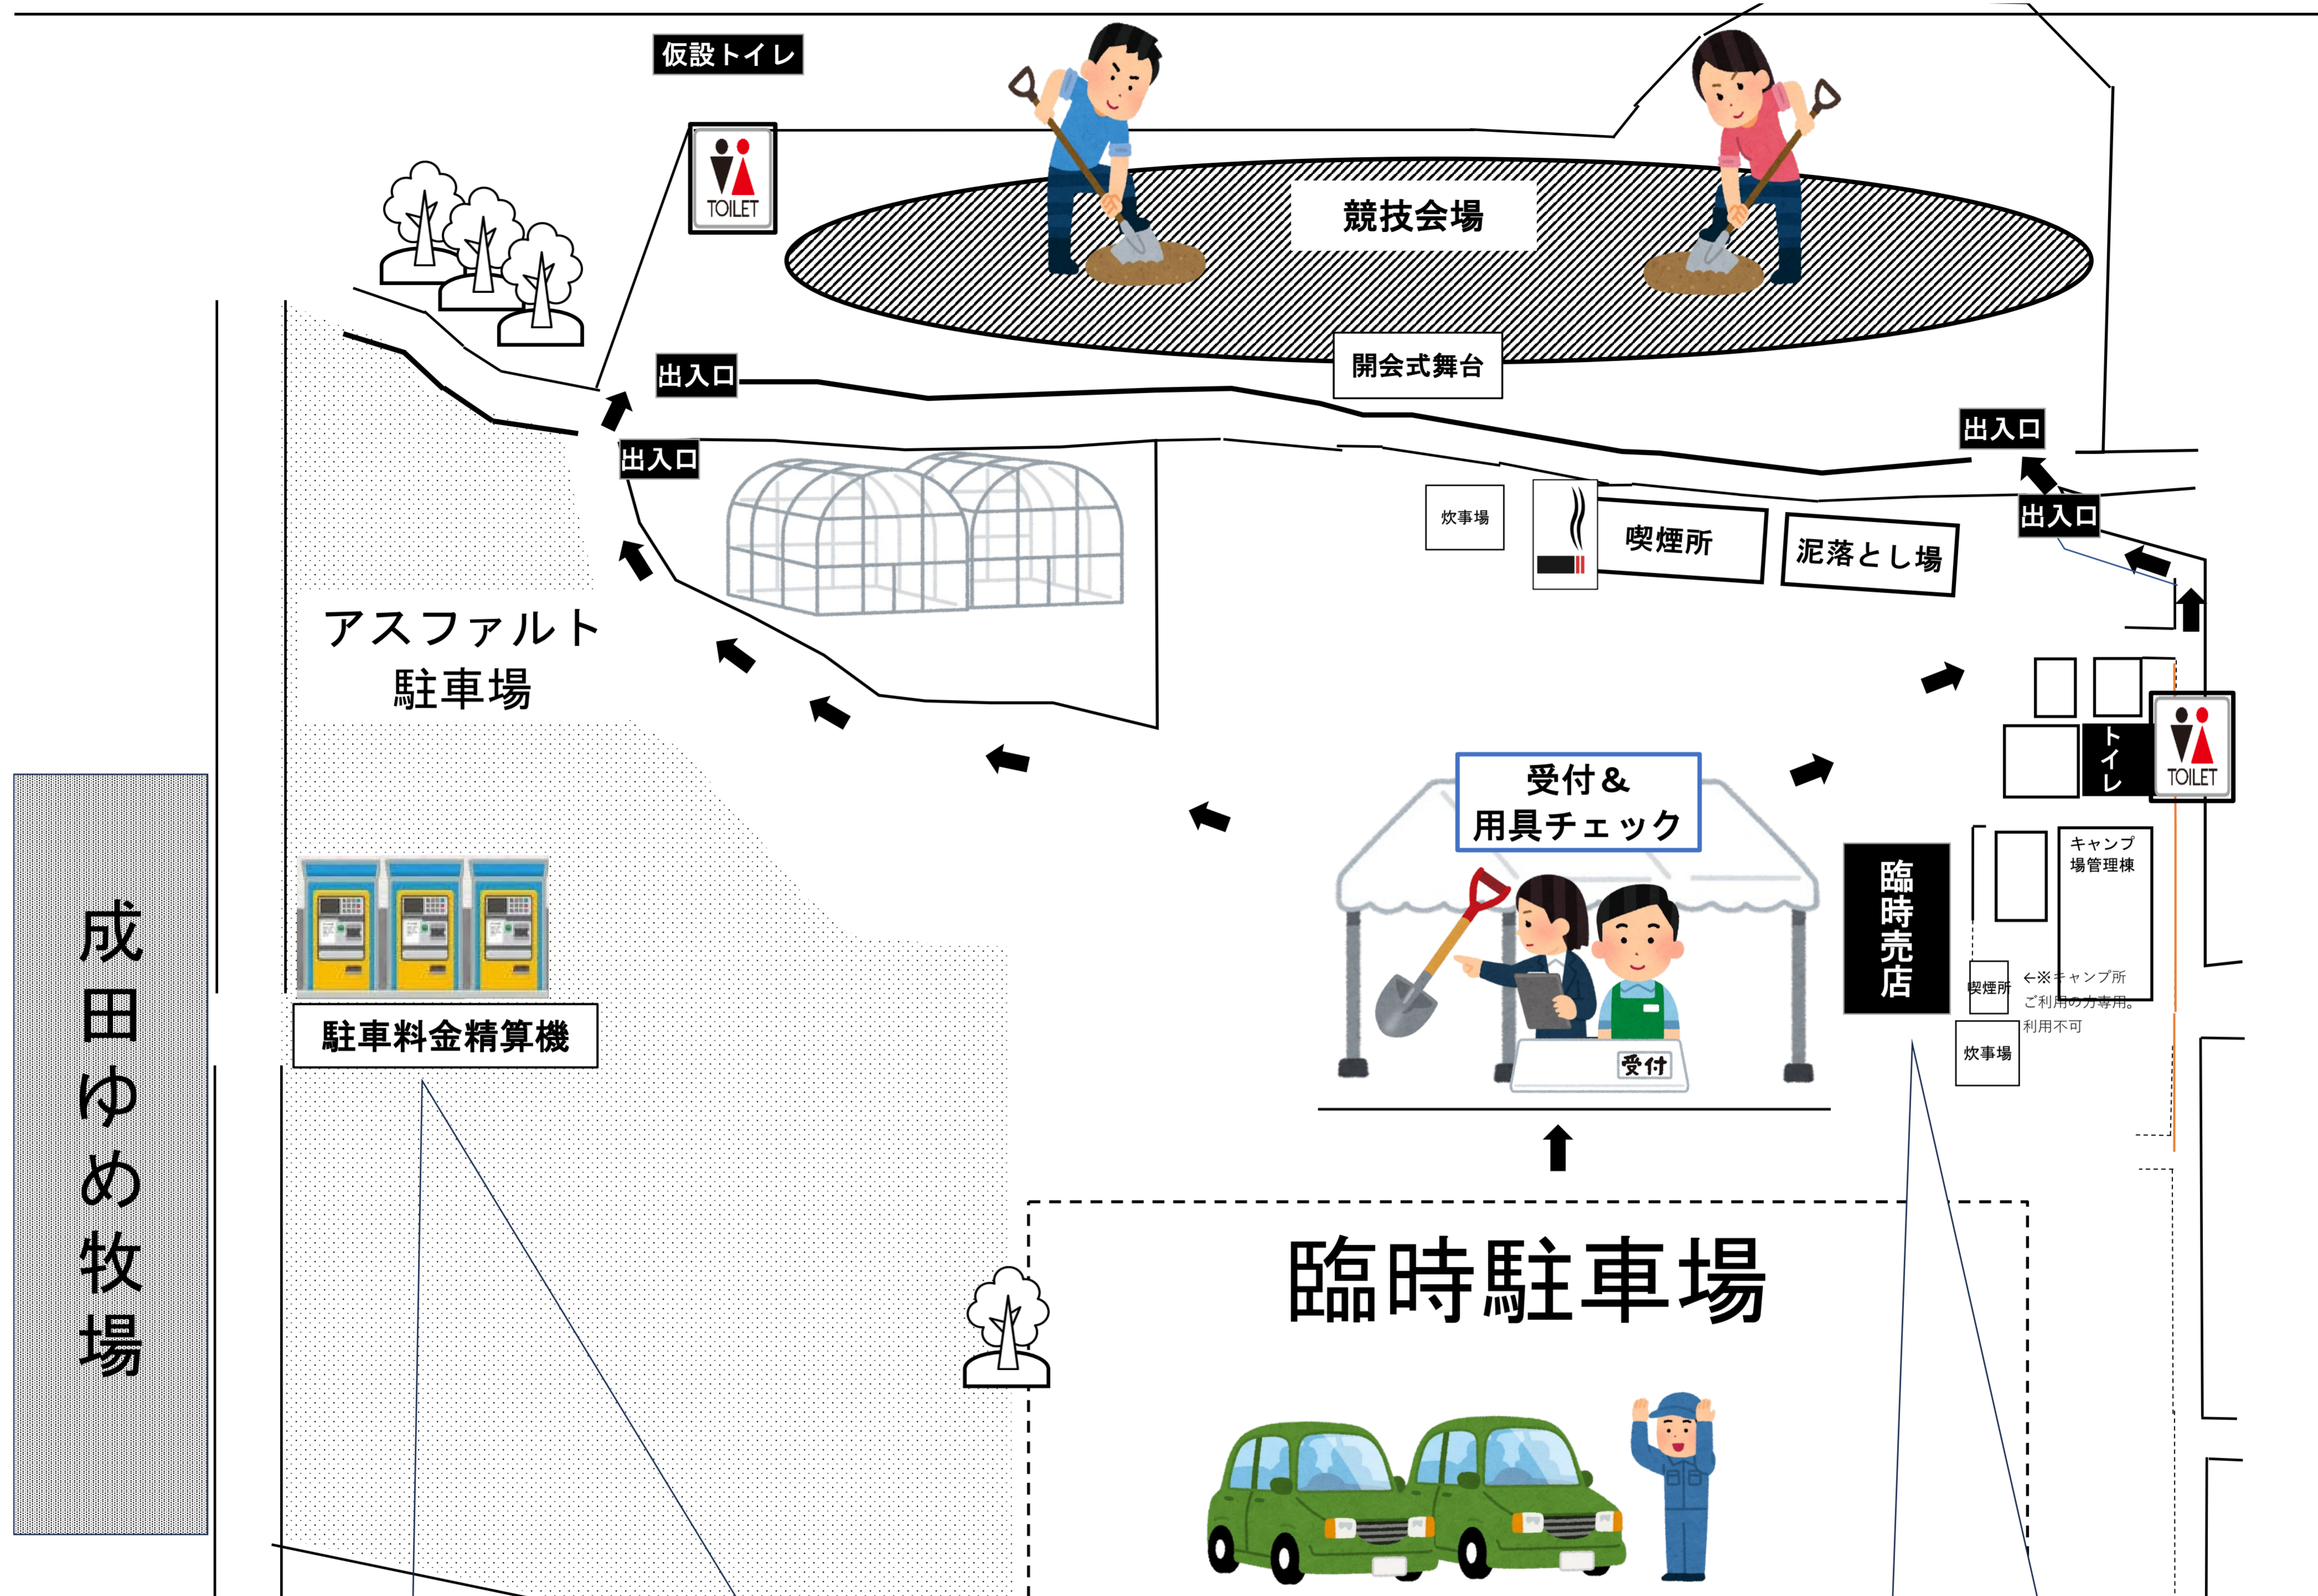 仮設トイレ
TOILET
競技会場
開会式舞台
出入口
出入口
出入口
出入口
炊事場
喫煙所
泥落とし場
アスファルト
駐車場
トイレ
TOILET
受付＆
用具チェック
受付
臨時売店
キャンプ
場管理棟
喫煙所
←※キャンプ所
ご利用の方専用。
利用不可
炊事場
成田ゆめ牧場
駐車料金精算機
臨時駐車場